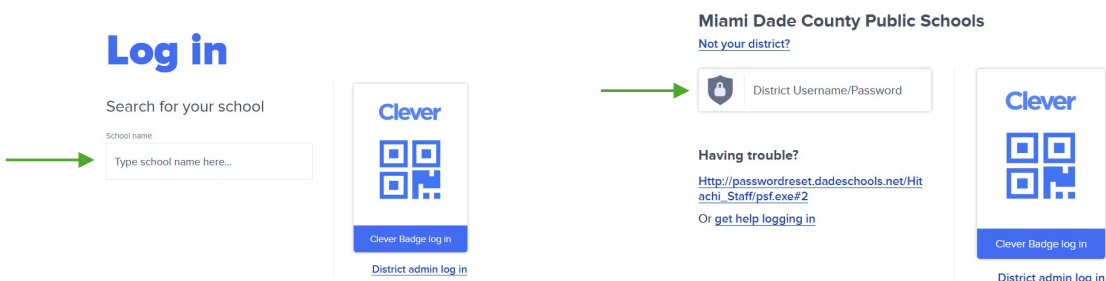 Log in
Search for your school
School name
Type school name here...
Clever
Clever Badge log in
District admin log in
Miami Dade County Public Schools
Not your district?
District Username/Password
Having trouble?
Http://passwordreset.dadeschools.net/Hit
achi_Staff/psf.exe#2
Or get help logging in
Clever
Clever Badge log in
District admin log in